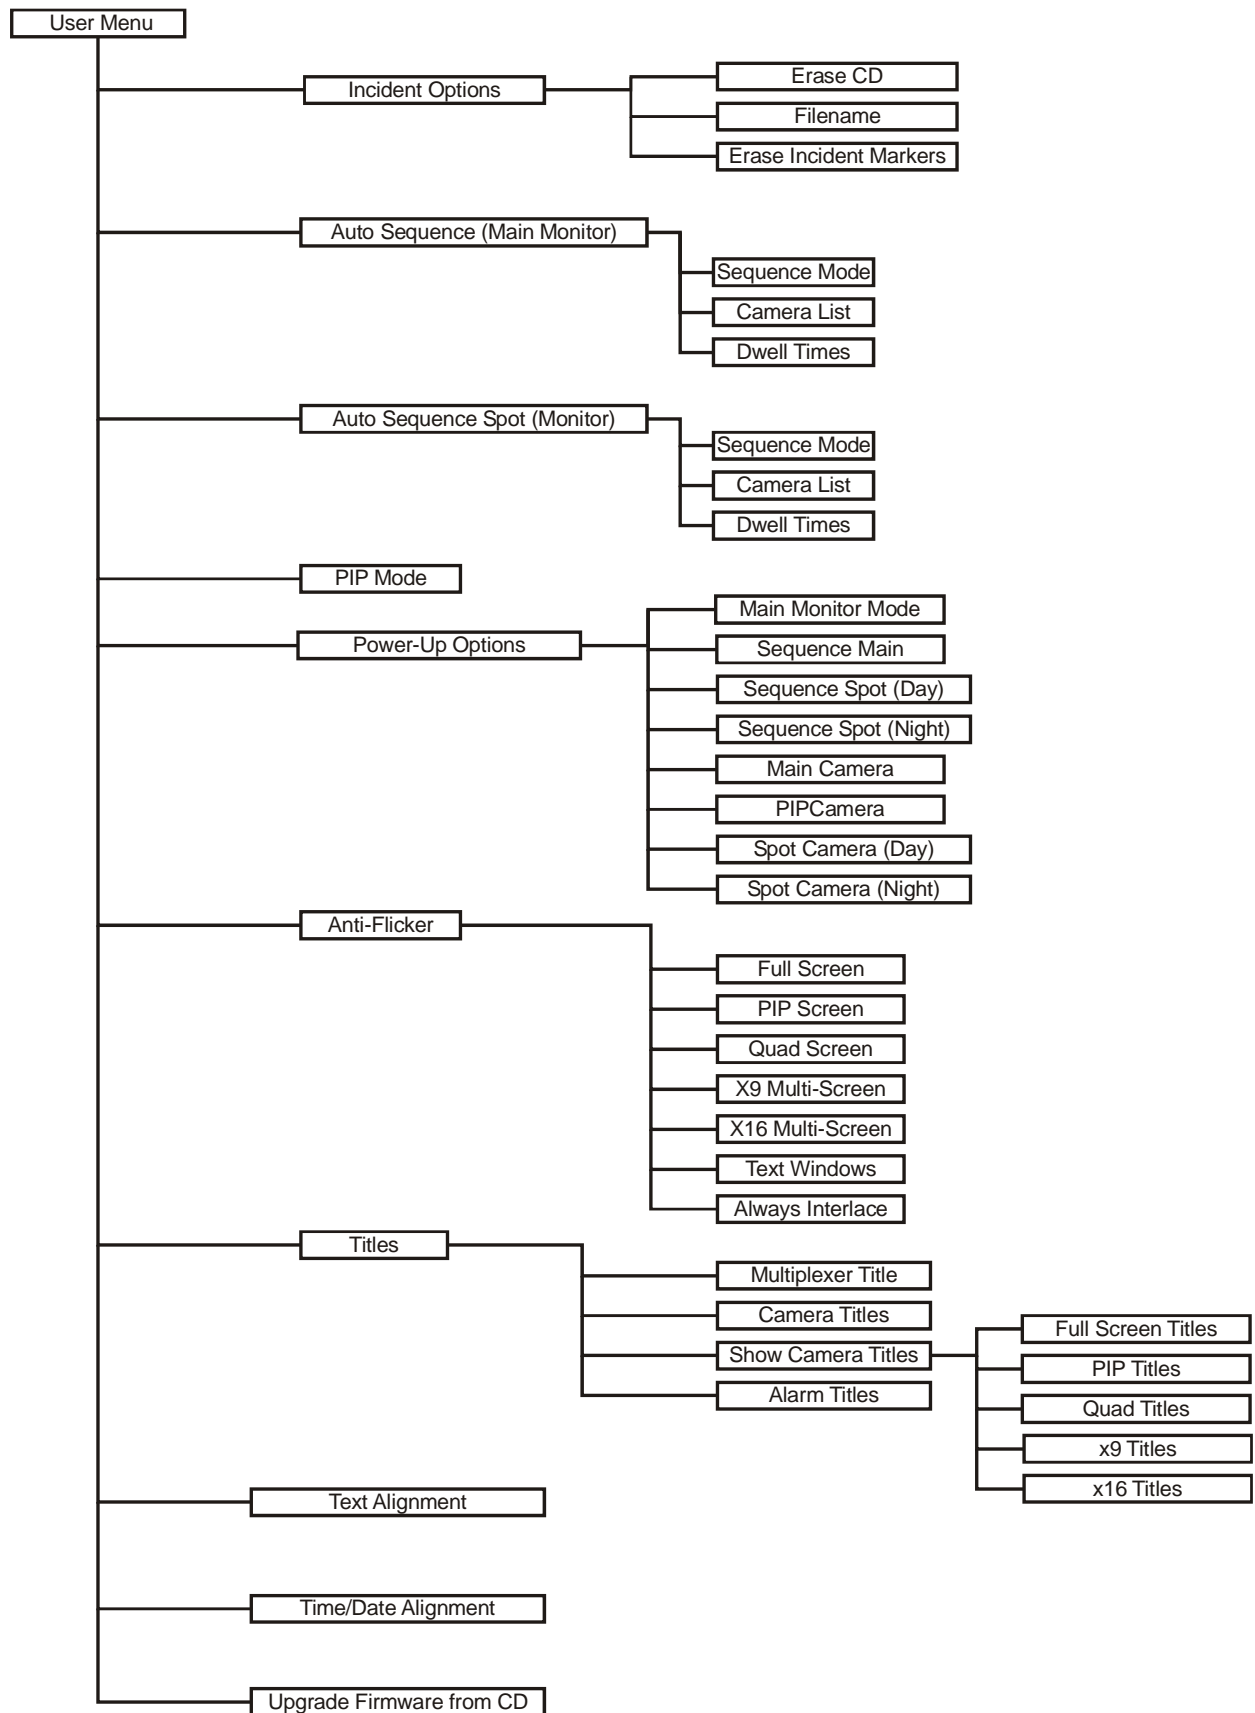 User Menu
Incident Options
Erase CD
Filename
Erase Incident Markers
Auto Sequence (Main Monitor)
Sequence Mode
Camera List
Dwell Times
Auto Sequence Spot (Monitor)
Sequence Mode
Camera List
Dwell Times
PIP Mode
Power-Up Options
Main Monitor Mode
Sequence Main
Sequence Spot (Day)
Sequence Spot (Night)
Main Camera
PIPCamera
Spot Camera (Day)
Spot Camera (Night)
Anti-Flicker
Full Screen
PIP Screen
Quad Screen
X9 Multi-Screen
X16 Multi-Screen
Text Windows
Always Interlace
Titles
Multiplexer Title
Camera Titles
Show Camera Titles
Alarm Titles
Full Screen Titles
PIP Titles
Quad Titles
x9 Titles
x16 Titles
Text Alignment
Time/Date Alignment
Upgrade Firmware from CD